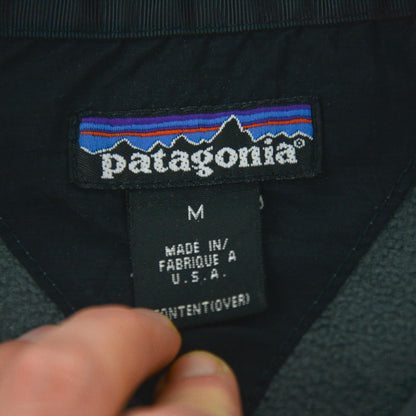 patagonia®
M
MADE IN/
FABRIQUE A
U.S.A.
CONTENT(OVER)